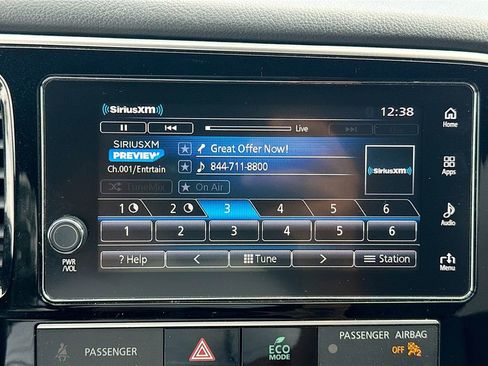 ((SiriusXM))
12:38
Live
Home
SIRIUSXM
PREVIEW
Great Offer Now!
Ch.001/Entrtain
844-711-8800
((SiriusXM))
Apps
TuneMix
On Air
1 2 3 4 5 6
Audio
1 2 3 4 5 6
PWR
/VOL
? Help < Tune > Station
Menu
PASSENGER
ECO
MODE
PASSENGER AIRBAG
OFF 2